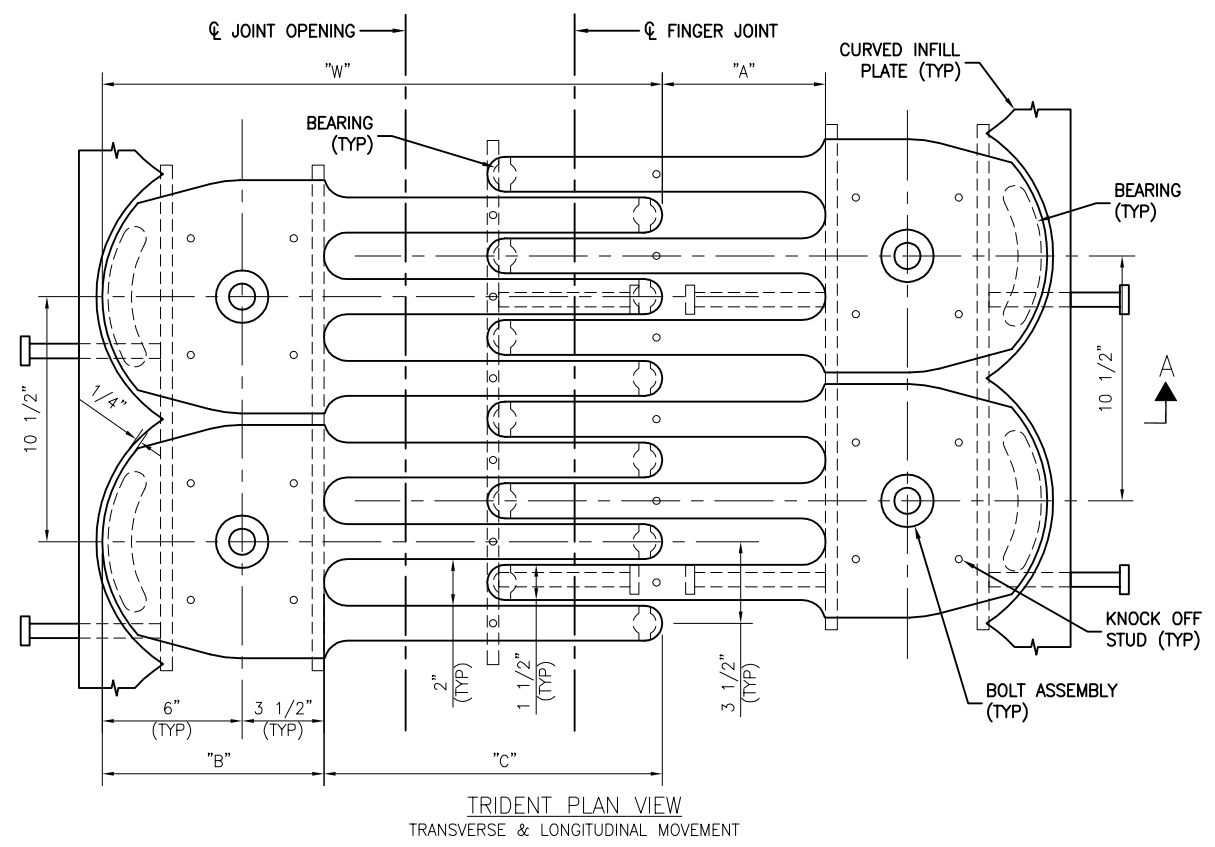 ℄ JOINT OPENING
℄ FINGER JOINT
CURVED INFILL
PLATE (TYP)
"W"
"A"
BEARING
(TYP)
BEARING
(TYP)
10 1/2"
1/4"
10 1/2"
A
KNOCK OFF
STUD (TYP)
2"
(TYP)
1 1/2"
(TYP)
3 1/2"
(TYP)
BOLT ASSEMBLY
(TYP)
6"
(TYP)
3 1/2"
(TYP)
"B"
"C"
TRIDENT PLAN VIEW
TRANSVERSE & LONGITUDINAL MOVEMENT